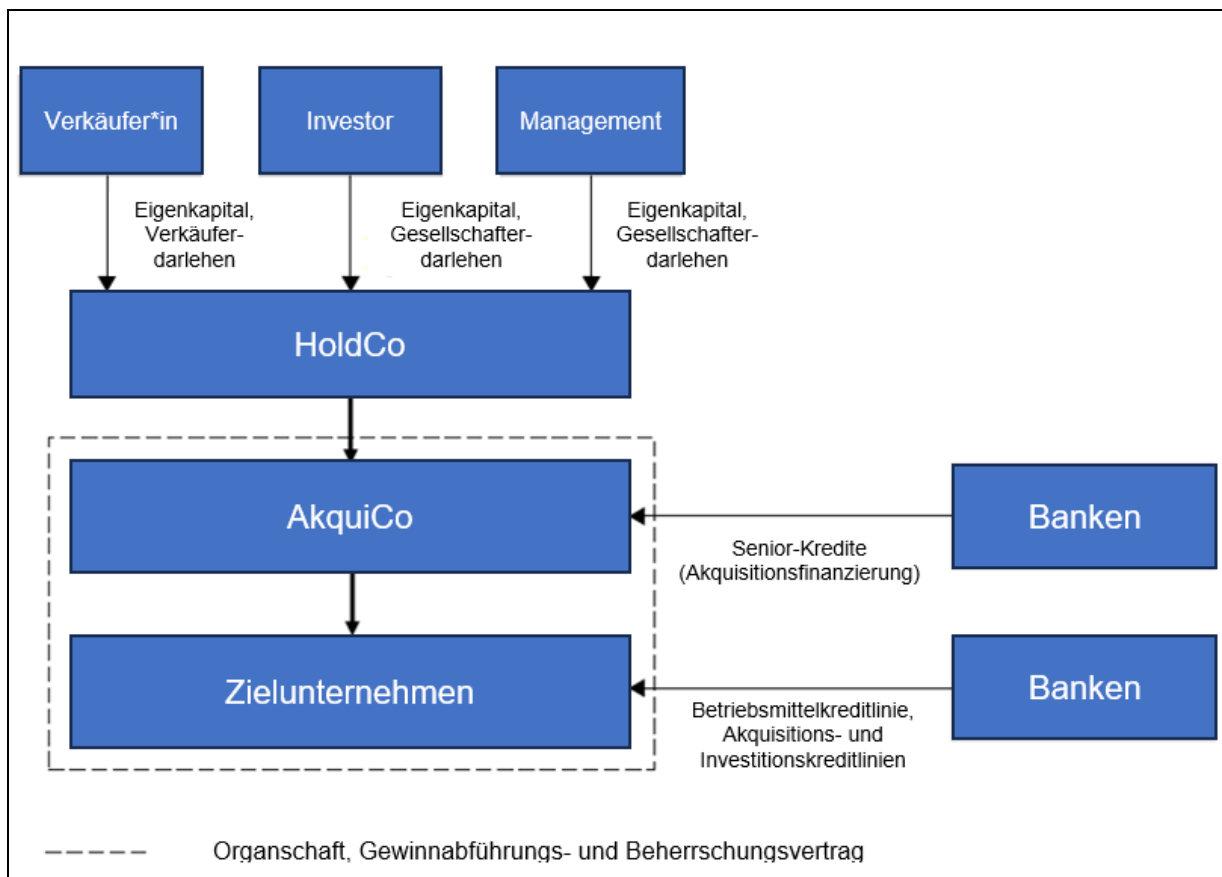 Verkäufer*in
Investor
Management
Eigenkapital,
Verkäufer-
darlehen
Eigenkapital,
Gesellschafter-
darlehen
Eigenkapital,
Gesellschafter-
darlehen
HoldCo
AkquiCo
Banken
Senior-Kredite
(Akquisitionsfinanzierung)
Zielunternehmen
Banken
Betriebsmittelkreditlinie,
Akquisitions- und
Investitionskreditlinien
Organschaft, Gewinnabführungs- und Beherrschungsvertrag